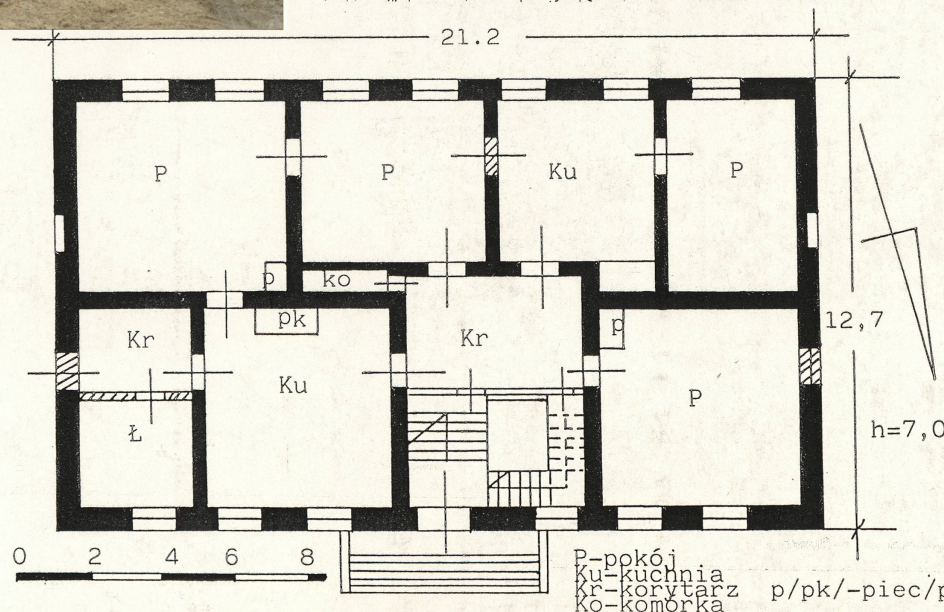 21.2
P
P
Ku
P
p
ko
pk
Kr
Kr
p
12,7
Ku
P
Ł
h=7,0
0 2 4 6 8
P-pokój
Ku-kuchnia
Kr-korytarz p/pk/-piec/p
Ko-komórka